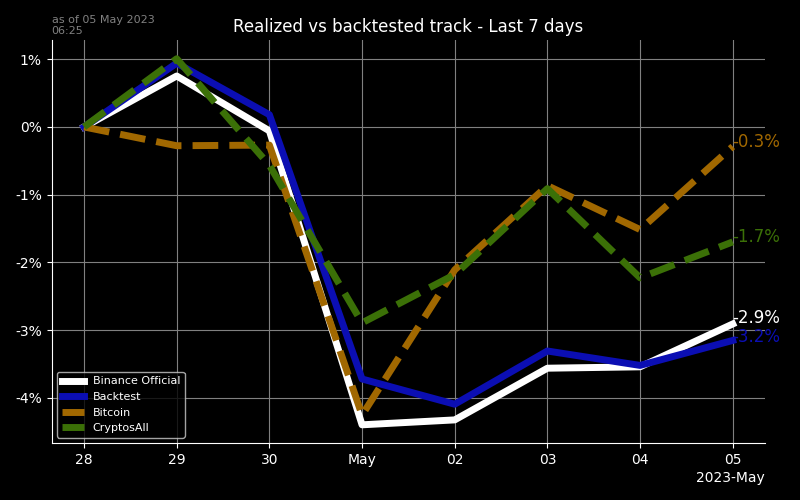 as of 05 May 2023
06:25
Realized vs backtested track - Last 7 days
1%
0%
-1%
-2%
-3%
-4%
-0.3%
-1.7%
-2.9%
-3.2%
Binance Official
Backtest
Bitcoin
CryptosAll
28 29 30 May 02 03 04 05
2023-May